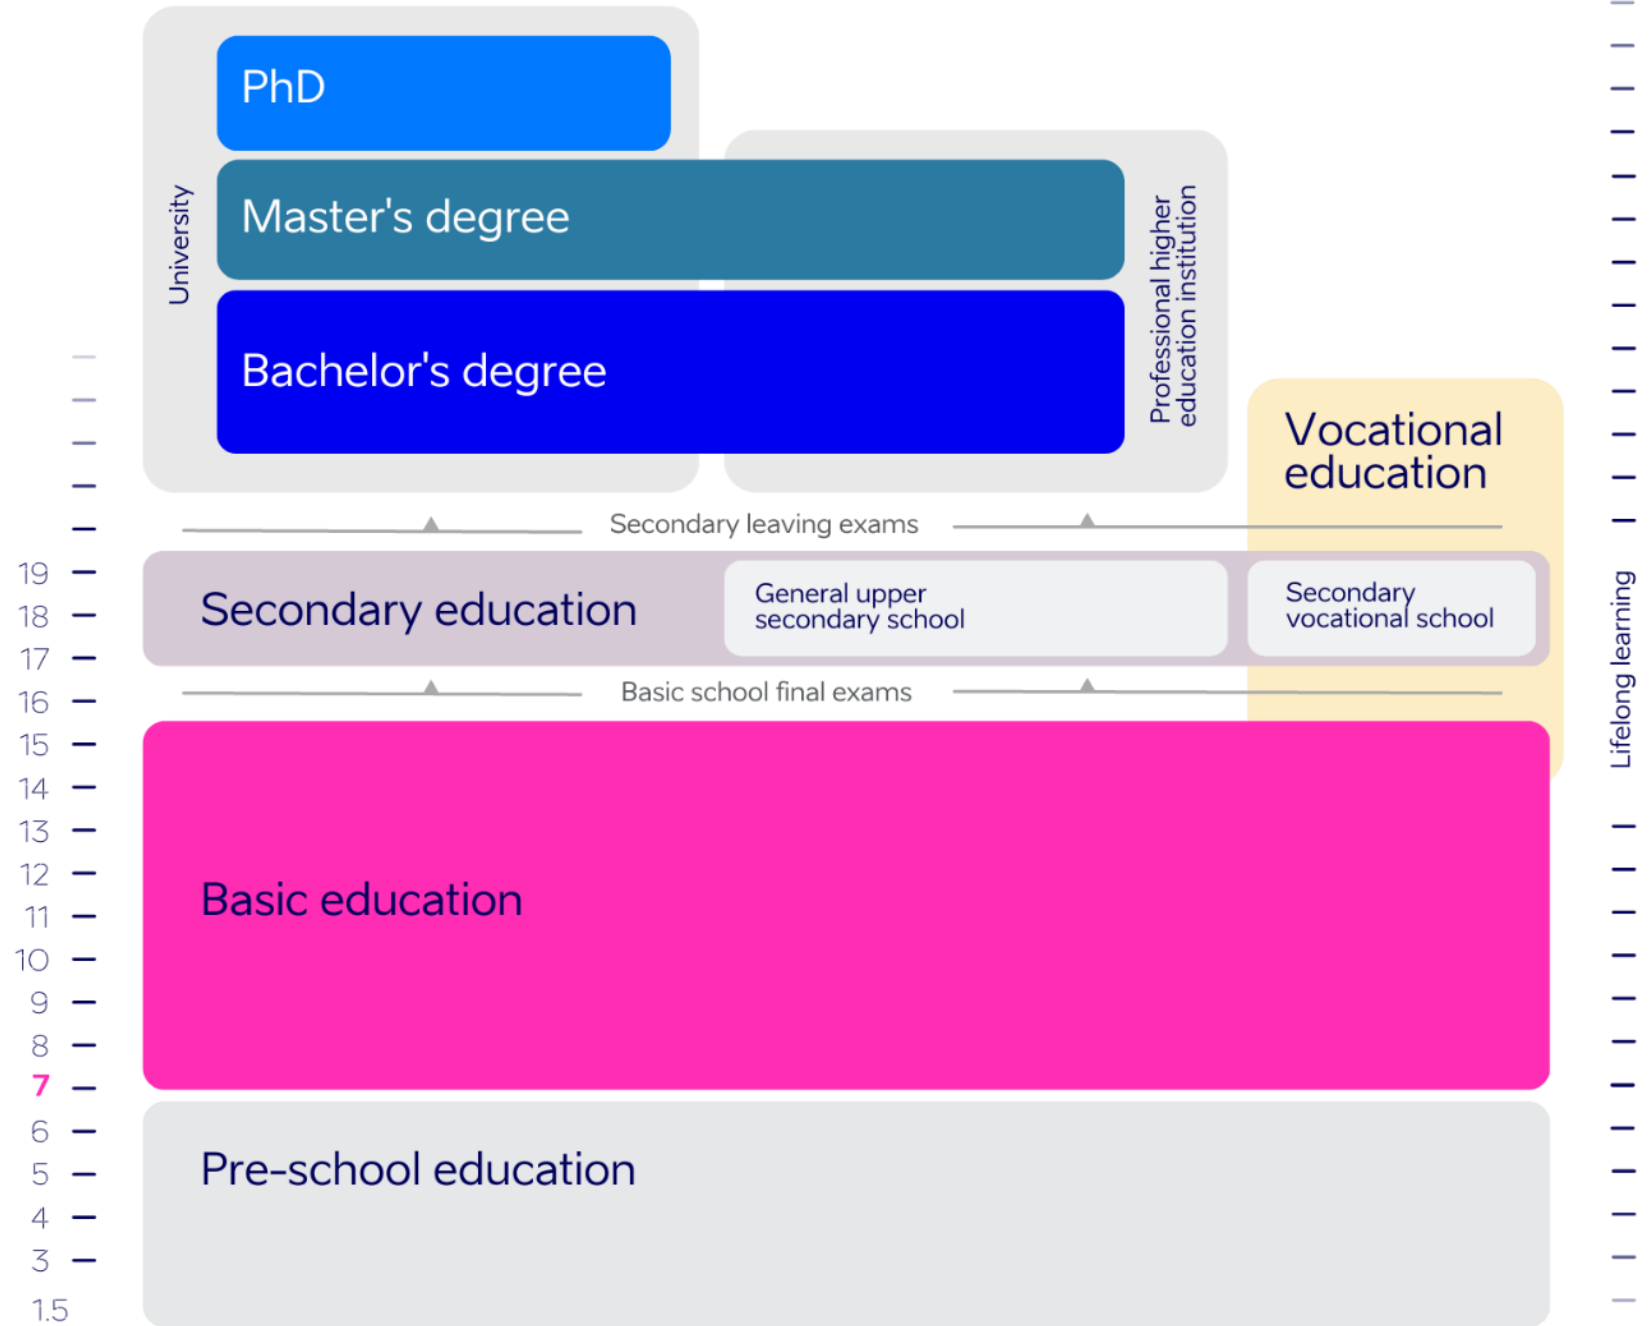 PhD
Master's degree
Bachelor's degree
University
Professional higher
education institution
Vocational
education
Secondary leaving exams
Secondary education
General upper
secondary school
Secondary
vocational school
Basic school final exams
Basic education
Pre-school education
19
18
17
16
15
14
13
12
11
10
9
8
7
6
5
4
3
1.5
Lifelong learning